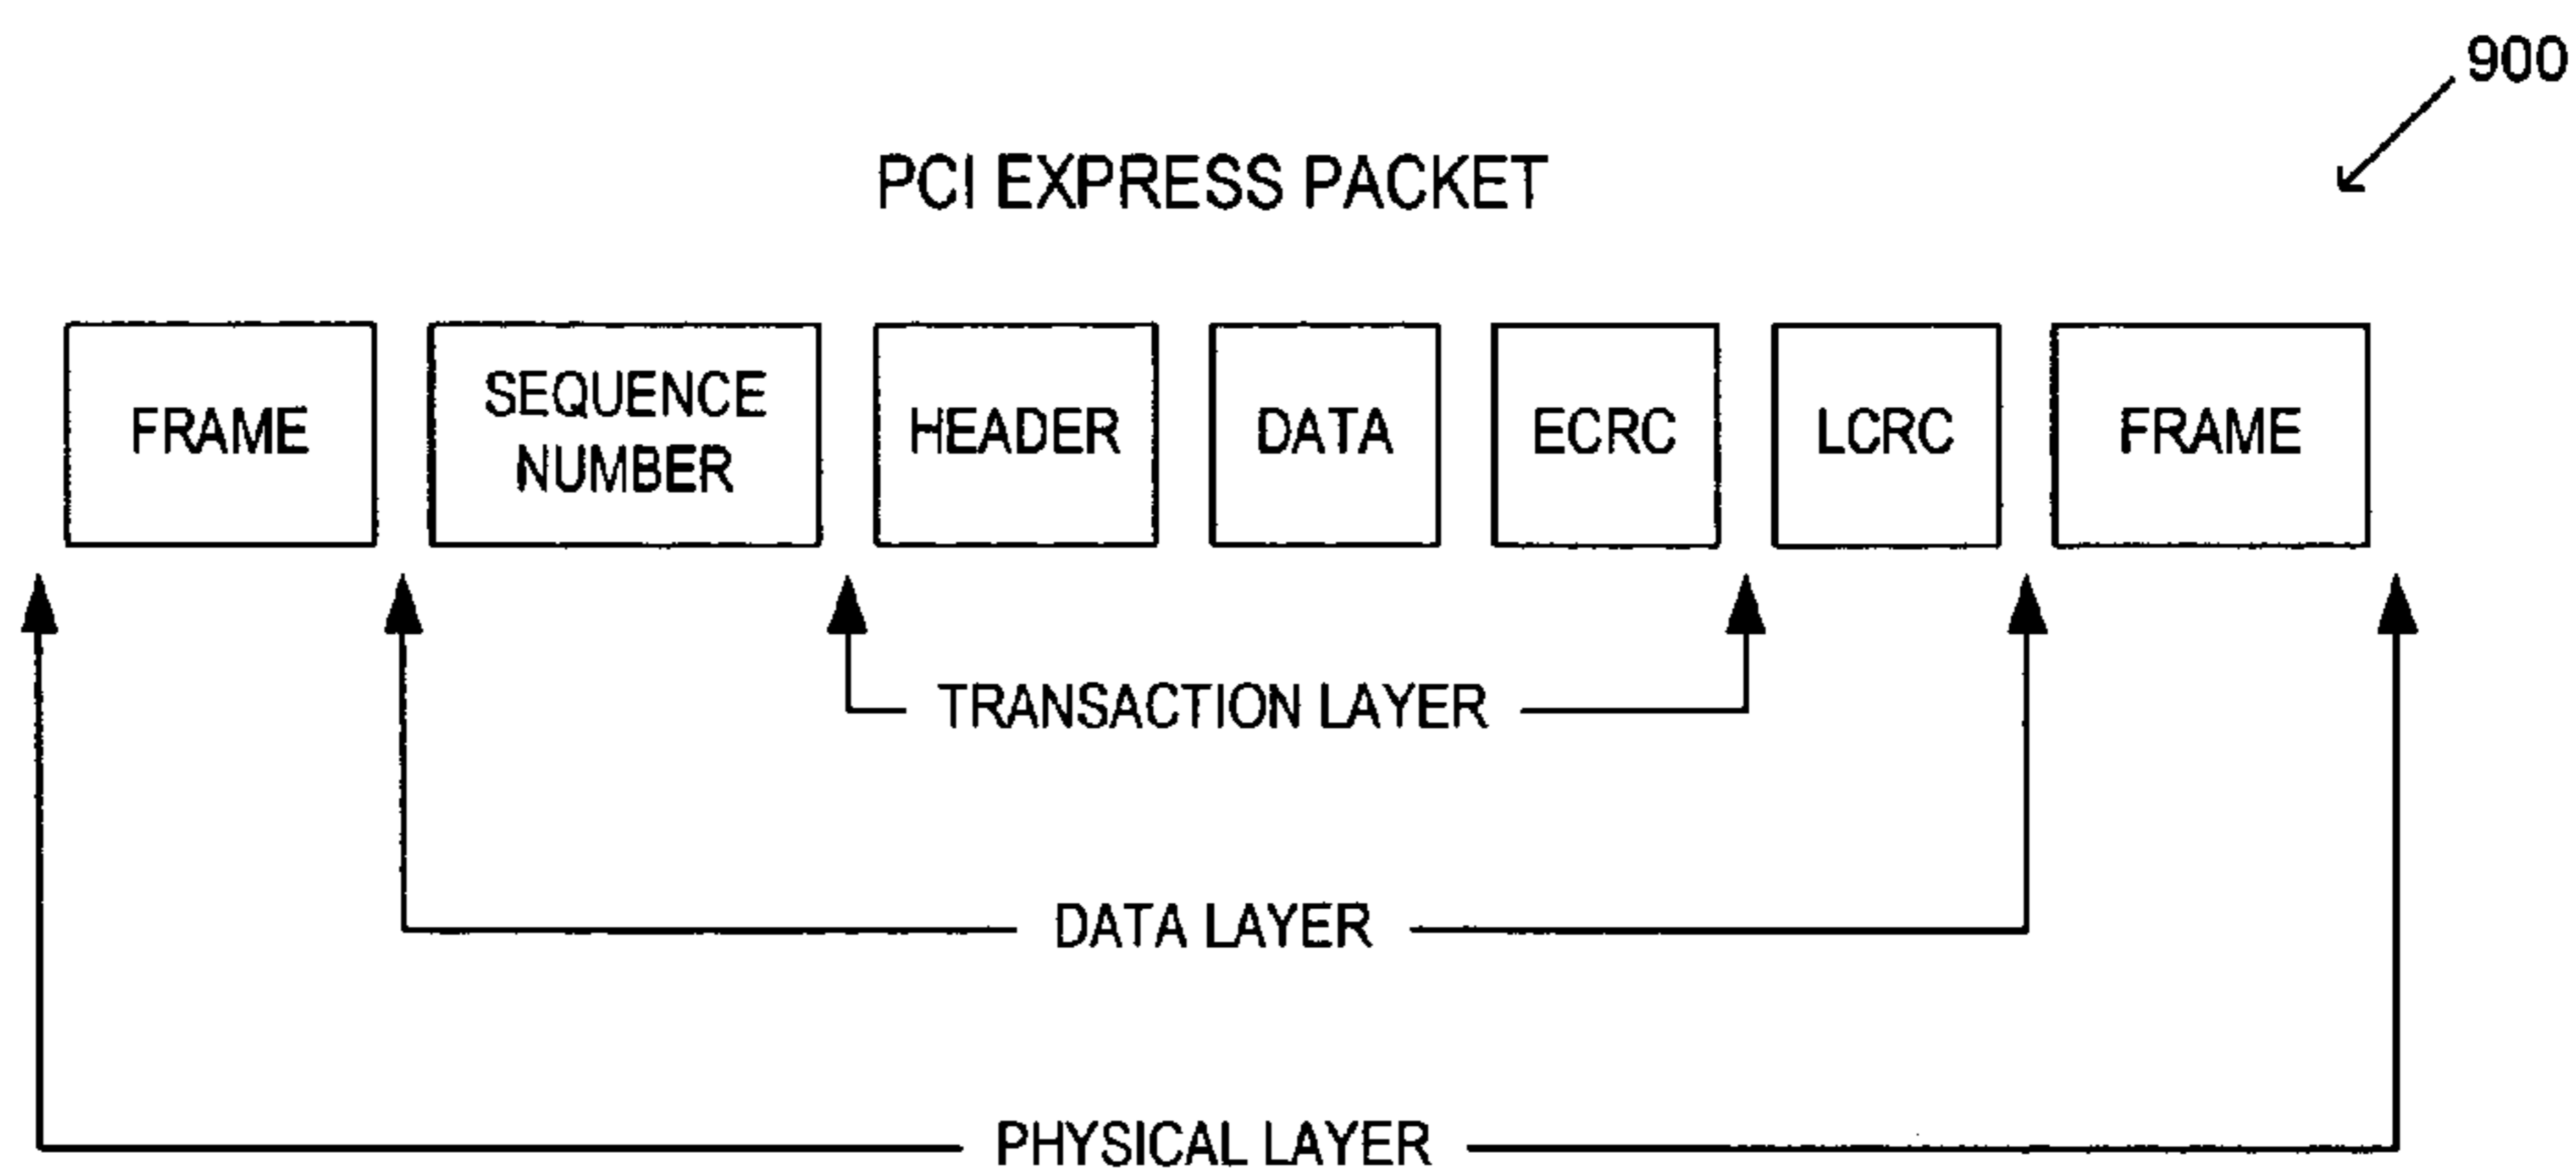 900
PCI EXPRESS PACKET
FRAME
SEQUENCE
NUMBER
HEADER
DATA
ECRC
LCRC
FRAME
TRANSACTION LAYER
DATA LAYER
PHYSICAL LAYER